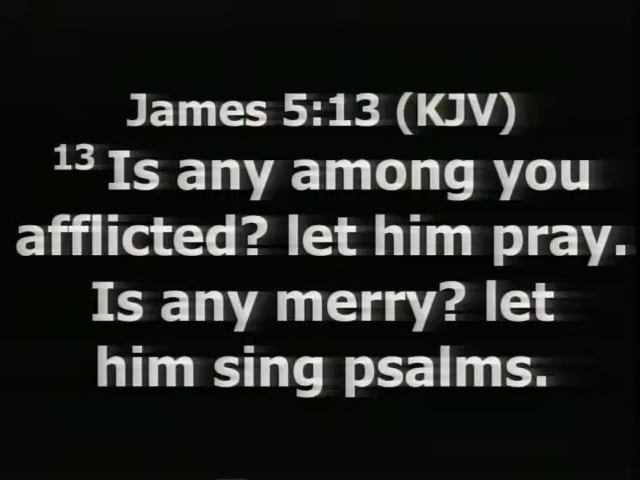 James 5:13 (KJV)
13 Is any among you
afflicted? let him pray.
Is any merry? let
him sing psalms.